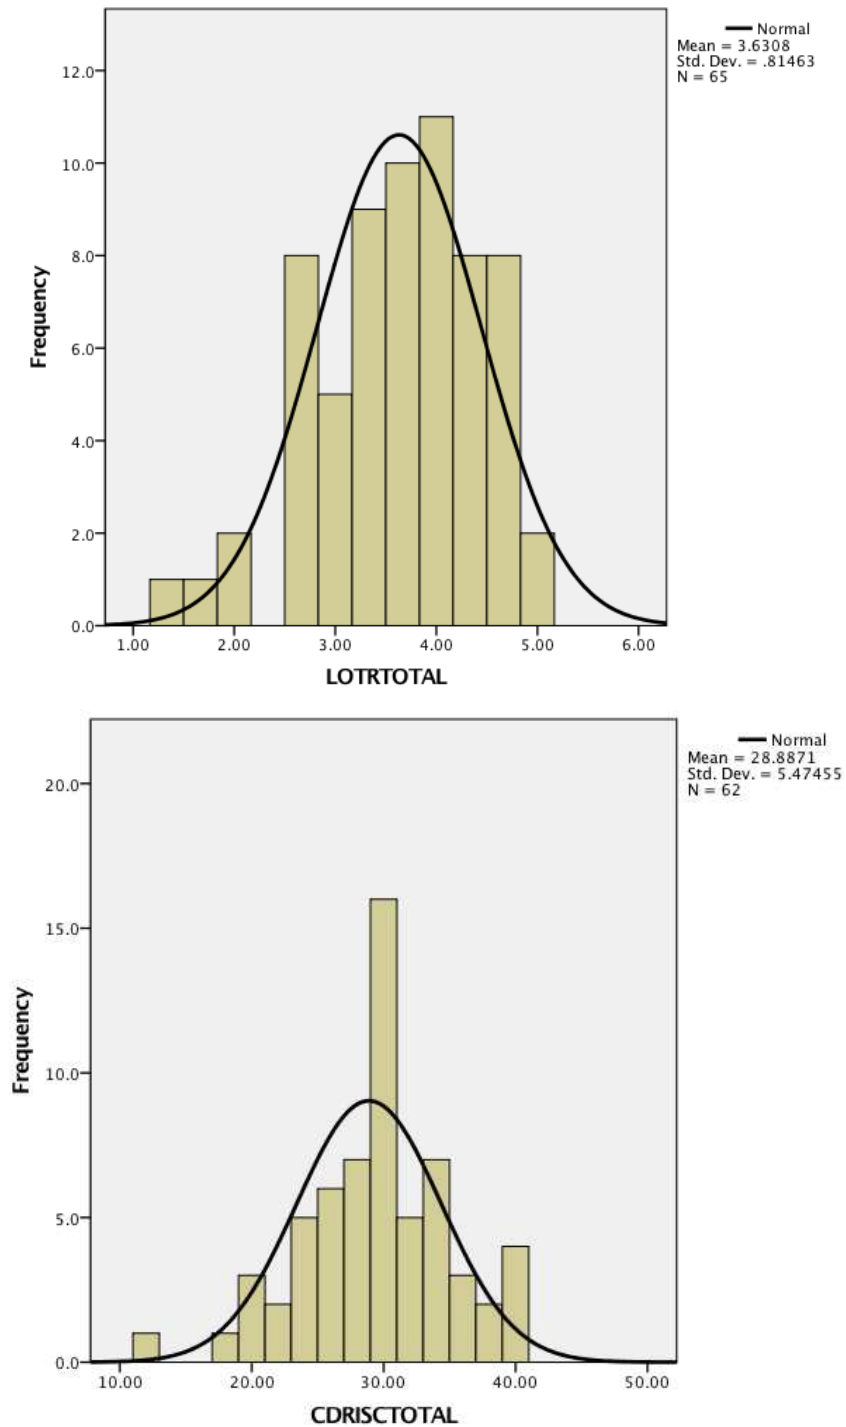 Normal
Mean = 3.6308
Std. Dev. = .81463
N = 65
12.0
10.0
8.0
6.0
4.0
2.0
0.0
Frequency
1.00 2.00 3.00 4.00 5.00 6.00
LOTRTOTAL
Normal
Mean = 28.8871
Std. Dev. = 5.47455
N = 62
20.0
15.0
10.0
5.0
0.0
Frequency
10.00 20.00 30.00 40.00 50.00
CDRISCTOTAL